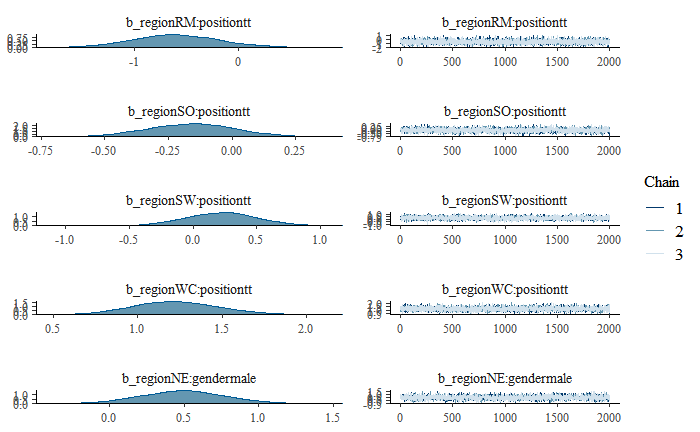 b_regionRM:positiontt
b_regionRM:positiontt
-1 0
0 500 1000 1500 2000
b_regionSO:positiontt
b_regionSO:positiontt
-0.75 -0.50 -0.25 0.00 0.25
0 500 1000 1500 2000
b_regionSW:positiontt
b_regionSW:positiontt
-1.0 -0.5 0.0 0.5 1.0
0 500 1000 1500 2000
b_regionWC:positiontt
b_regionWC:positiontt
0.5 1.0 1.5 2.0
0 500 1000 1500 2000
b_regionNE:gendermale
b_regionNE:gendermale
0.0 0.5 1.0 1.5
0 500 1000 1500 2000
Chain
1
2
3